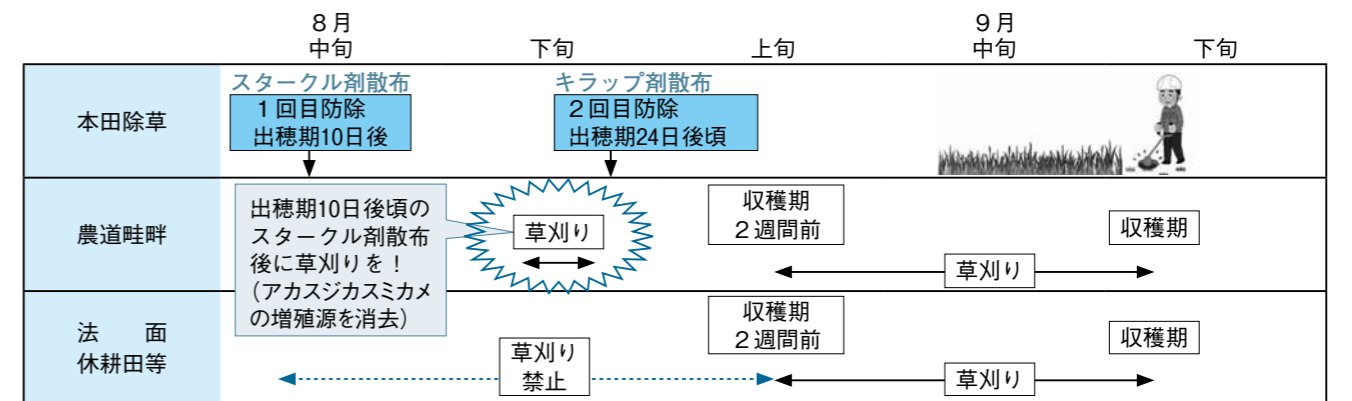 ８月
中旬
下旬
上旬
９月
中旬
下旬
本田除草
スタークル剤散布
１回目防除
出穂期10日後
キラップ剤散布
２回目防除
出穂期24日後頃
農道畦畔
出穂期10日後頃の
スタークル剤散布
後に草刈りを！
（アカスジカスミカメ
の増殖源を消去）
草刈り
収穫期
２週間前
草刈り
収穫期
法　　面
休耕田等
草刈り
禁止
収穫期
２週間前
草刈り
収穫期